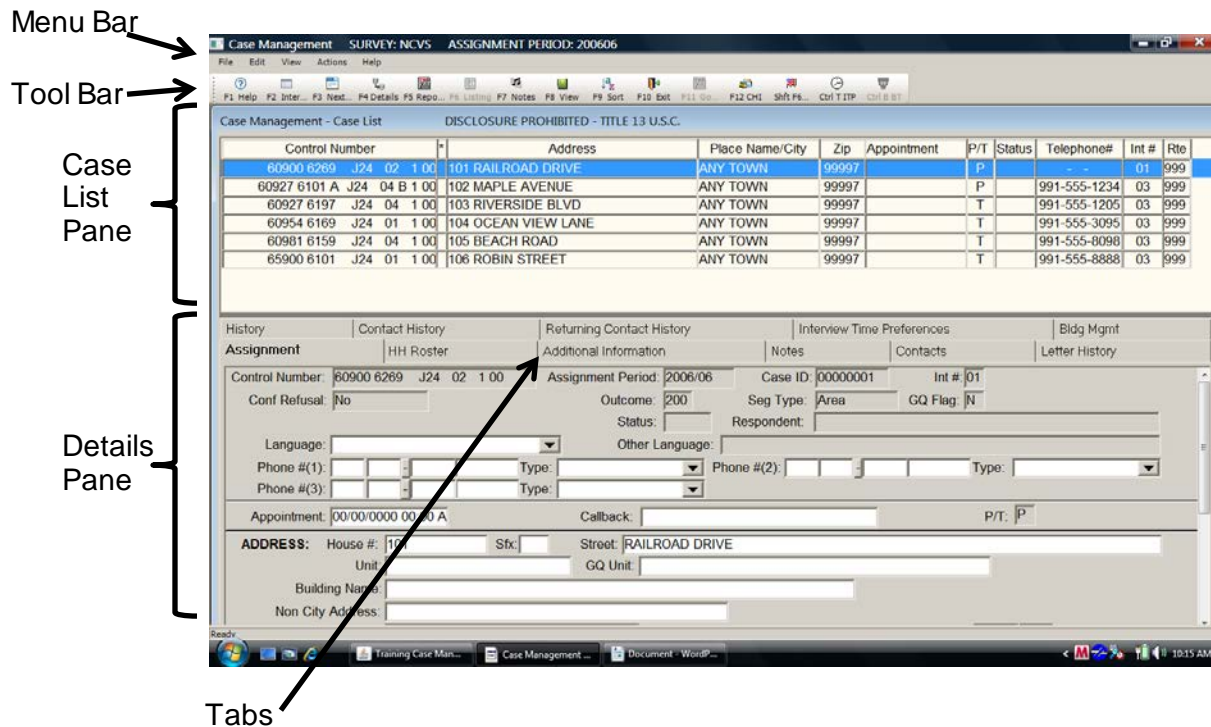 Menu Bar
Case Management SURVEY: NCVS ASSIGNMENT PERIOD: 200606
File Edit View Actions Help
Tool Bar
F1 Help F2 Inter... F3 Next... F4 Details F5 Repo... F6 Listing F7 Notes F8 View F9 Sort F10 Exit F11 Go... F12 CHI Shft F6... Ctrl T ITP Ctrl B BT
Case Management - Case List DISCLOSURE PROHIBITED - TITLE 13 U.S.C.
Case List Pane
Control Number * Address Place Name/City Zip Appointment P/T Status Telephone# Int # Rte
60900 6269 J24 02 1 00 101 RAILROAD DRIVE ANY TOWN 99997 P - - 01 999
60927 6101 A J24 04 B 1 00 102 MAPLE AVENUE ANY TOWN 99997 P 991-555-1234 03 999
60927 6197 J24 04 1 00 103 RIVERSIDE BLVD ANY TOWN 99997 T 991-555-1205 03 999
60954 6169 J24 01 1 00 104 OCEAN VIEW LANE ANY TOWN 99997 T 991-555-3095 03 999
60981 6159 J24 04 1 00 105 BEACH ROAD ANY TOWN 99997 T 991-555-8098 03 999
65900 6101 J24 01 1 00 106 ROBIN STREET ANY TOWN 99997 T 991-555-8888 03 999
History Contact History Returning Contact History Interview Time Preferences Bldg Mgmt
Assignment HH Roster Additional Information Notes Contacts Letter History
Details Pane
Control Number: 60900 6269 J24 02 1 00 Assignment Period: 2006/06 Case ID: 00000001 Int #: 01
Conf Refusal: No Outcome: 200 Seg Type: Area GQ Flag: N
Status: Respondent:
Language: Other Language:
Phone #(1): - Type: Phone #(2): - Type:
Phone #(3): - Type:
Appointment: 00/00/0000 00:00 A Callback: P/T: P
ADDRESS: House #: 101 Sfx: Street: RAILROAD DRIVE
Unit: GQ Unit:
Building Name:
Non City Address:
Ready
Training Case Man... Case Management ... Document - WordP... 10:15 AM
Tabs